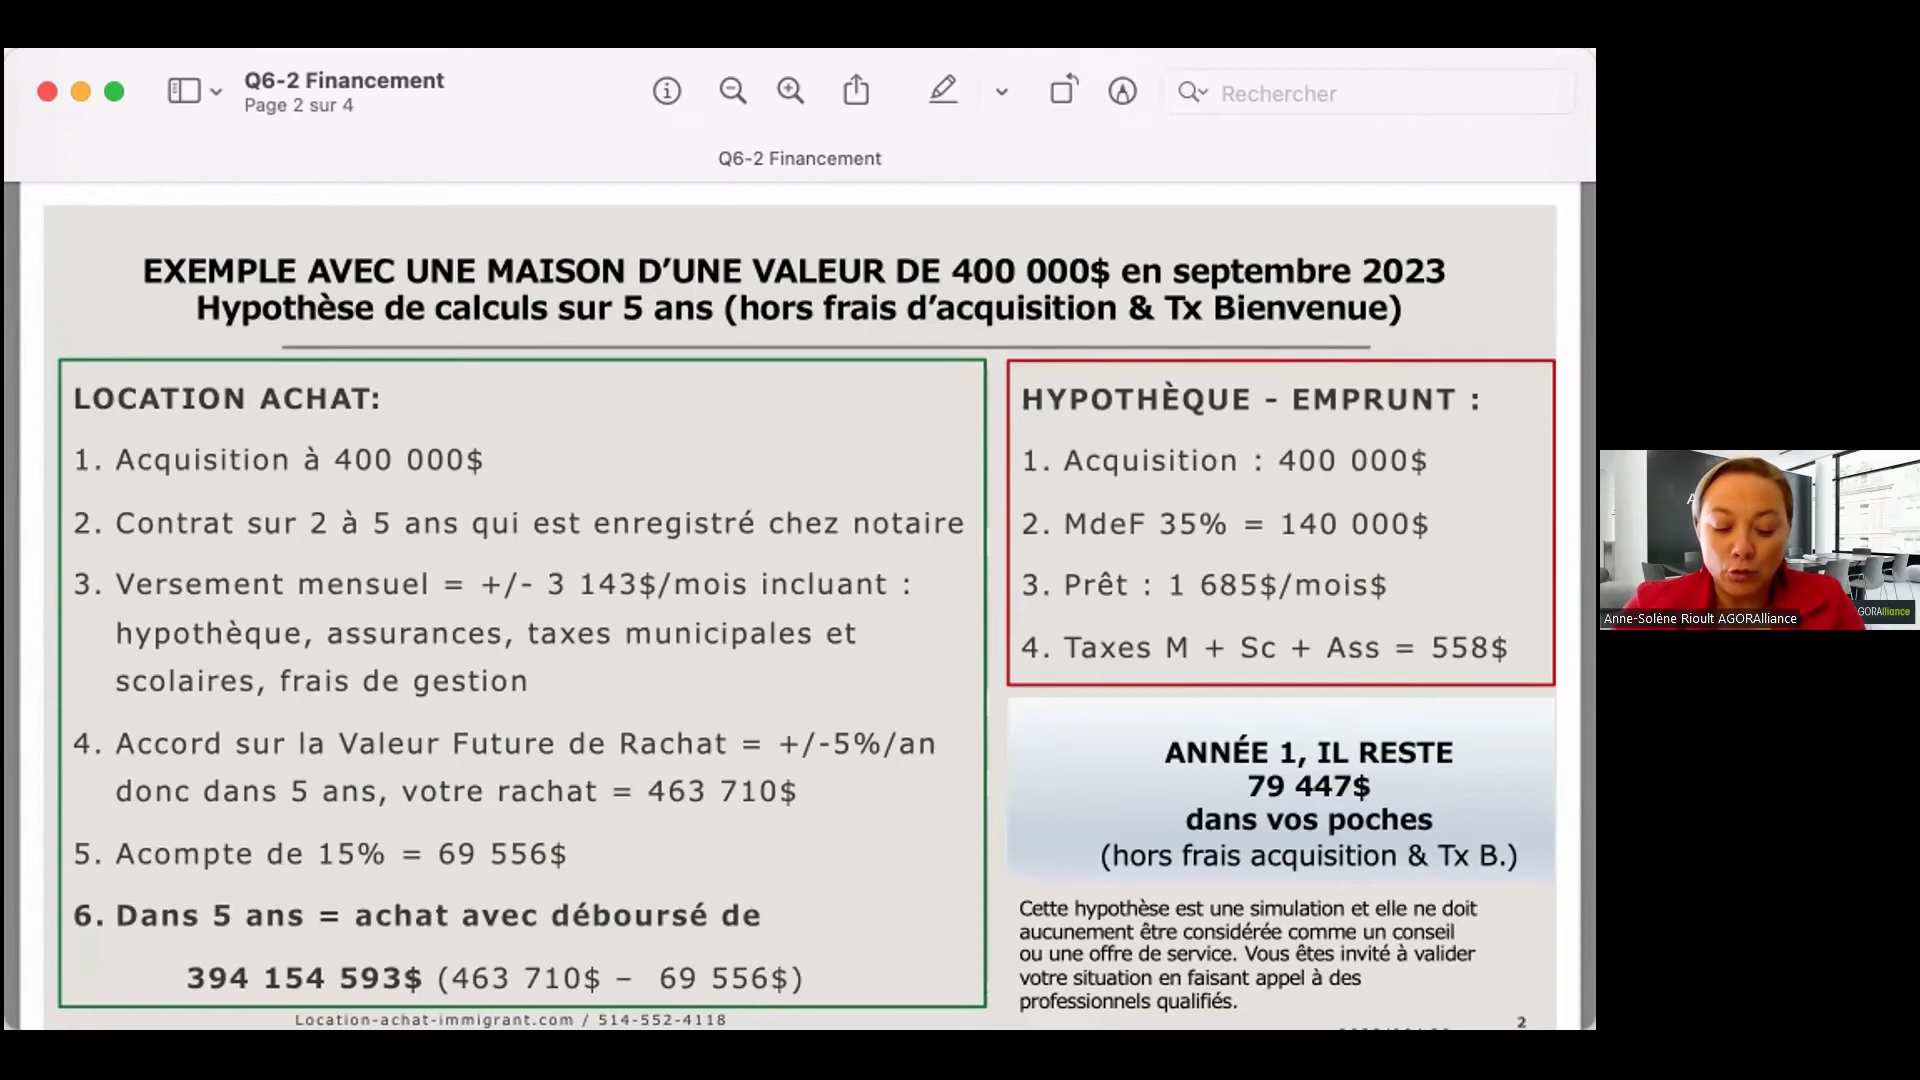 Q6-2 Financement
Page 2 sur 4
Rechercher
Q6-2 Financement
EXEMPLE AVEC UNE MAISON D’UNE VALEUR DE 400 000$ en septembre 2023
Hypothèse de calculs sur 5 ans (hors frais d’acquisition & Tx Bienvenue)
LOCATION ACHAT:
1. Acquisition à 400 000$
2. Contrat sur 2 à 5 ans qui est enregistré chez notaire
3. Versement mensuel = +/- 3 143$/mois incluant :
hypothèque, assurances, taxes municipales et
scolaires, frais de gestion
4. Accord sur la Valeur Future de Rachat = +/-5%/an
donc dans 5 ans, votre rachat = 463 710$
5. Acompte de 15% = 69 556$
6. Dans 5 ans = achat avec déboursé de
394 154 593$ (463 710$ – 69 556$)
Location-achat-immigrant.com / 514-552-4118
HYPOTHÈQUE - EMPRUNT :
1. Acquisition : 400 000$
2. MdeF 35% = 140 000$
3. Prêt : 1 685$/mois$
4. Taxes M + Sc + Ass = 558$
ANNÉE 1, IL RESTE
79 447$
dans vos poches
(hors frais acquisition & Tx B.)
Cette hypothèse est une simulation et elle ne doit
aucunement être considérée comme un conseil
ou une offre de service. Vous êtes invité à valider
votre situation en faisant appel à des
professionnels qualifiés.
2
Anne-Solène Rioult AGORAlliance
GORAlliance